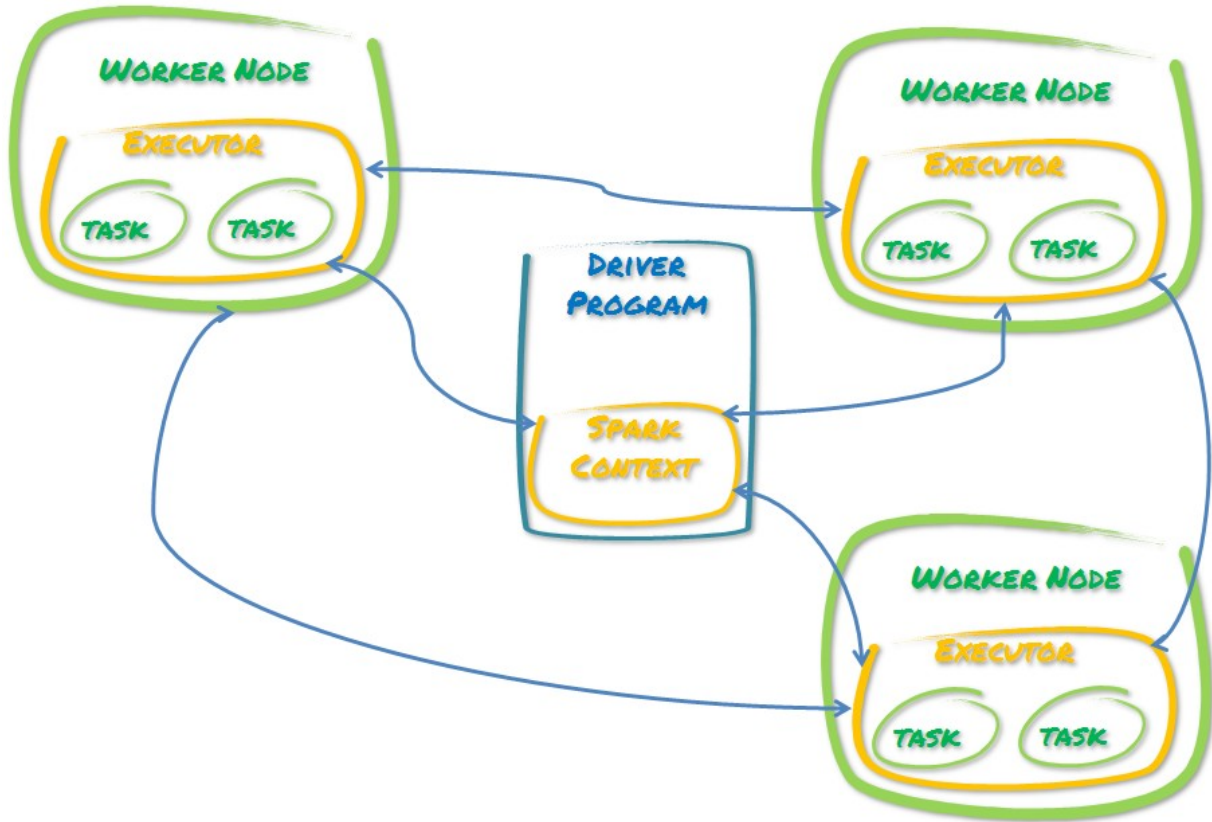 Worker Node
Executor
task
task
Worker Node
Executor
task
task
Driver
Program
Spark
Context
Worker Node
Executor
task
task